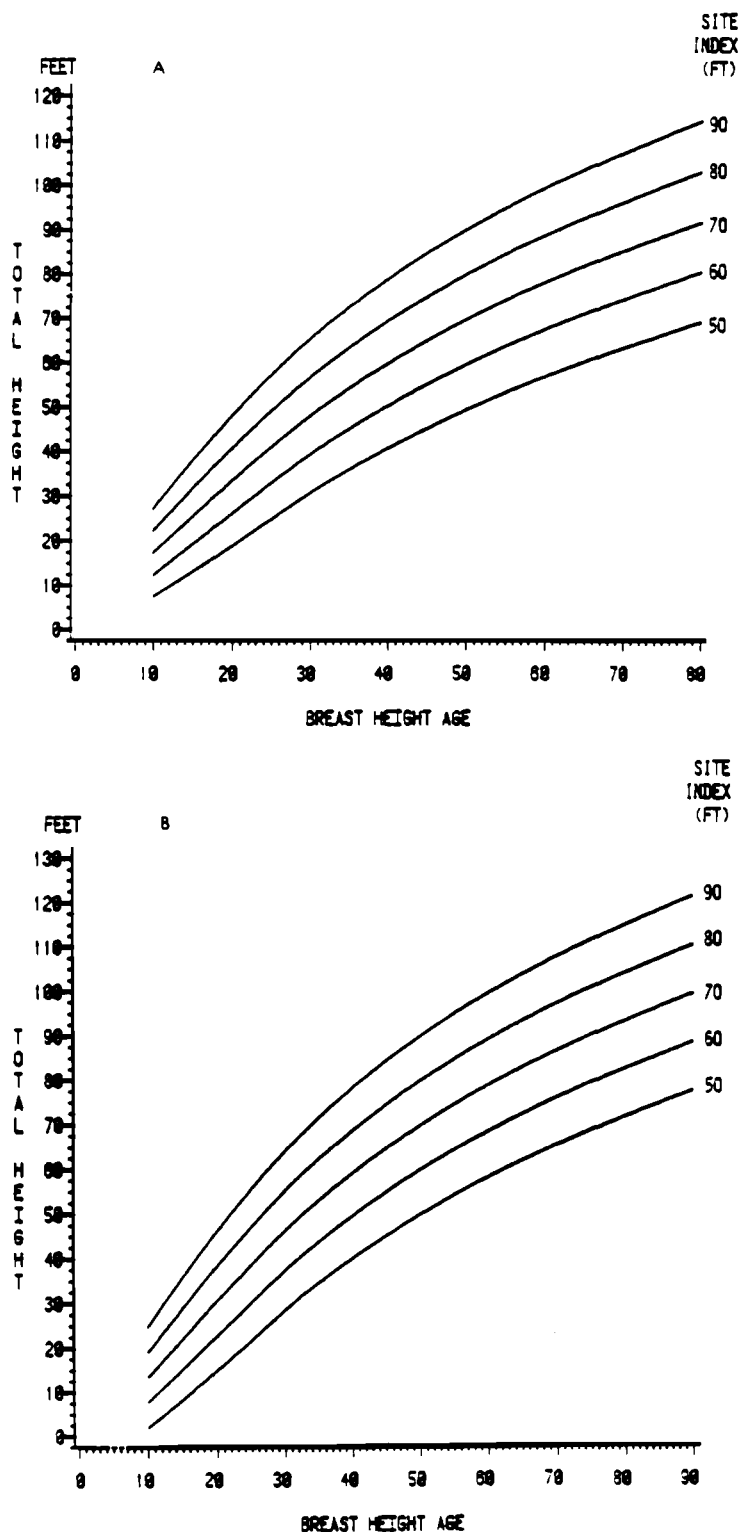 SITE
INDEX
(FT)
FEET
A
120
110
100
90
80
70
60
50
40
30
20
10
0
TOTAL HEIGHT
90
80
70
60
50
0 10 20 30 40 50 60 70 80
BREAST HEIGHT AGE
SITE
INDEX
(FT)
FEET
B
130
120
110
100
90
80
70
60
50
40
30
20
10
0
TOTAL HEIGHT
90
80
70
60
50
0 10 20 30 40 50 60 70 80 90
BREAST HEIGHT AGE